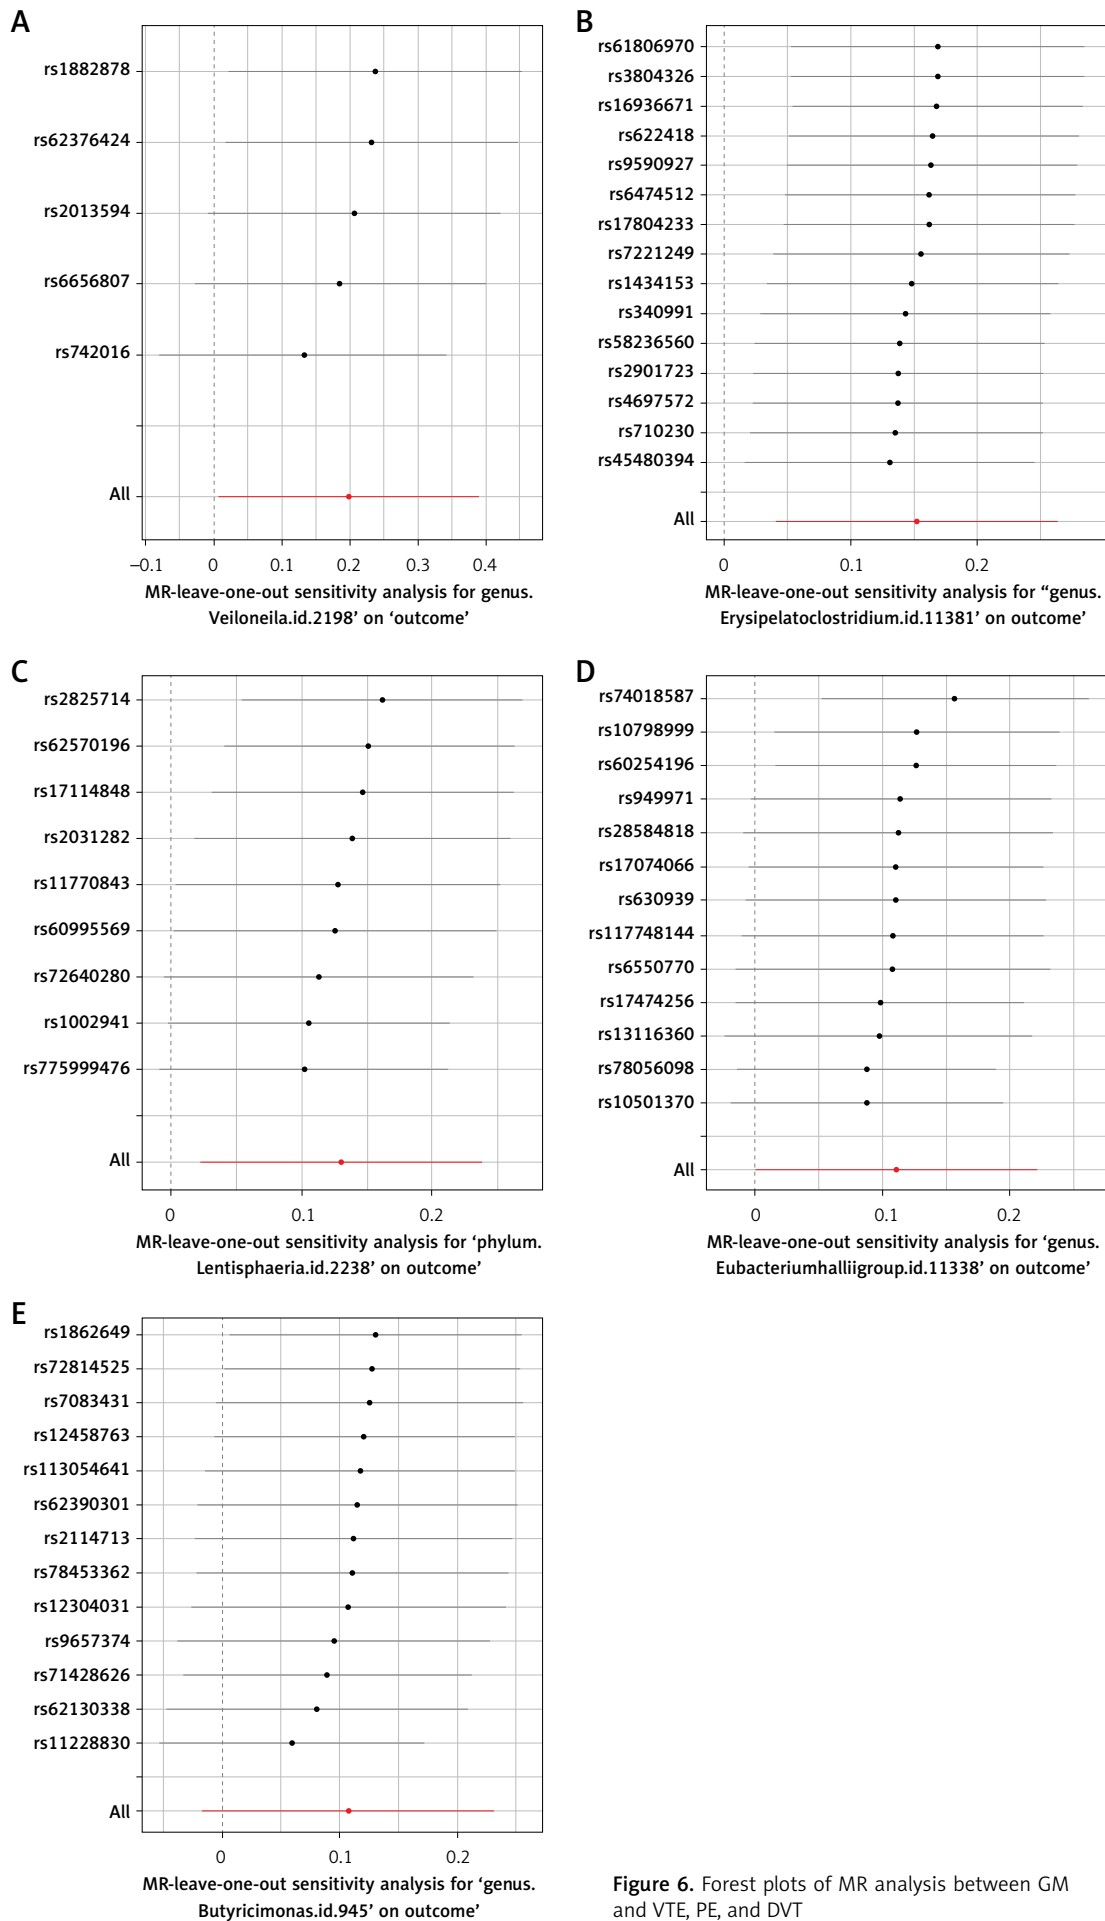 A
rs1882878
rs62376424
rs2013594
rs6656807
rs742016
All
−0.1 0 0.1 0.2 0.3 0.4
MR-leave-one-out sensitivity analysis for genus.
Veiloneila.id.2198’ on ‘outcome’
B
rs61806970
rs3804326
rs16936671
rs622418
rs9590927
rs6474512
rs17804233
rs7221249
rs1434153
rs340991
rs58236560
rs2901723
rs4697572
rs710230
rs45480394
All
0 0.1 0.2
MR-leave-one-out sensitivity analysis for “genus.
Erysipelatoclostridium.id.11381’ on outcome’
C
rs2825714
rs62570196
rs17114848
rs2031282
rs11770843
rs60995569
rs72640280
rs1002941
rs775999476
All
0 0.1 0.2
MR-leave-one-out sensitivity analysis for ‘phylum.
Lentisphaeria.id.2238’ on outcome’
D
rs74018587
rs10798999
rs60254196
rs949971
rs28584818
rs17074066
rs630939
rs117748144
rs6550770
rs17474256
rs13116360
rs78056098
rs10501370
All
0 0.1 0.2
MR-leave-one-out sensitivity analysis for ‘genus.
Eubacteriumhalliigroup.id.11338’ on outcome’
E
rs1862649
rs72814525
rs7083431
rs12458763
rs113054641
rs62390301
rs2114713
rs78453362
rs12304031
rs9657374
rs71428626
rs62130338
rs11228830
All
0 0.1 0.2
MR-leave-one-out sensitivity analysis for ‘genus.
Butyricimonas.id.945’ on outcome’
Figure 6. Forest plots of MR analysis between GM
and VTE, PE, and DVT